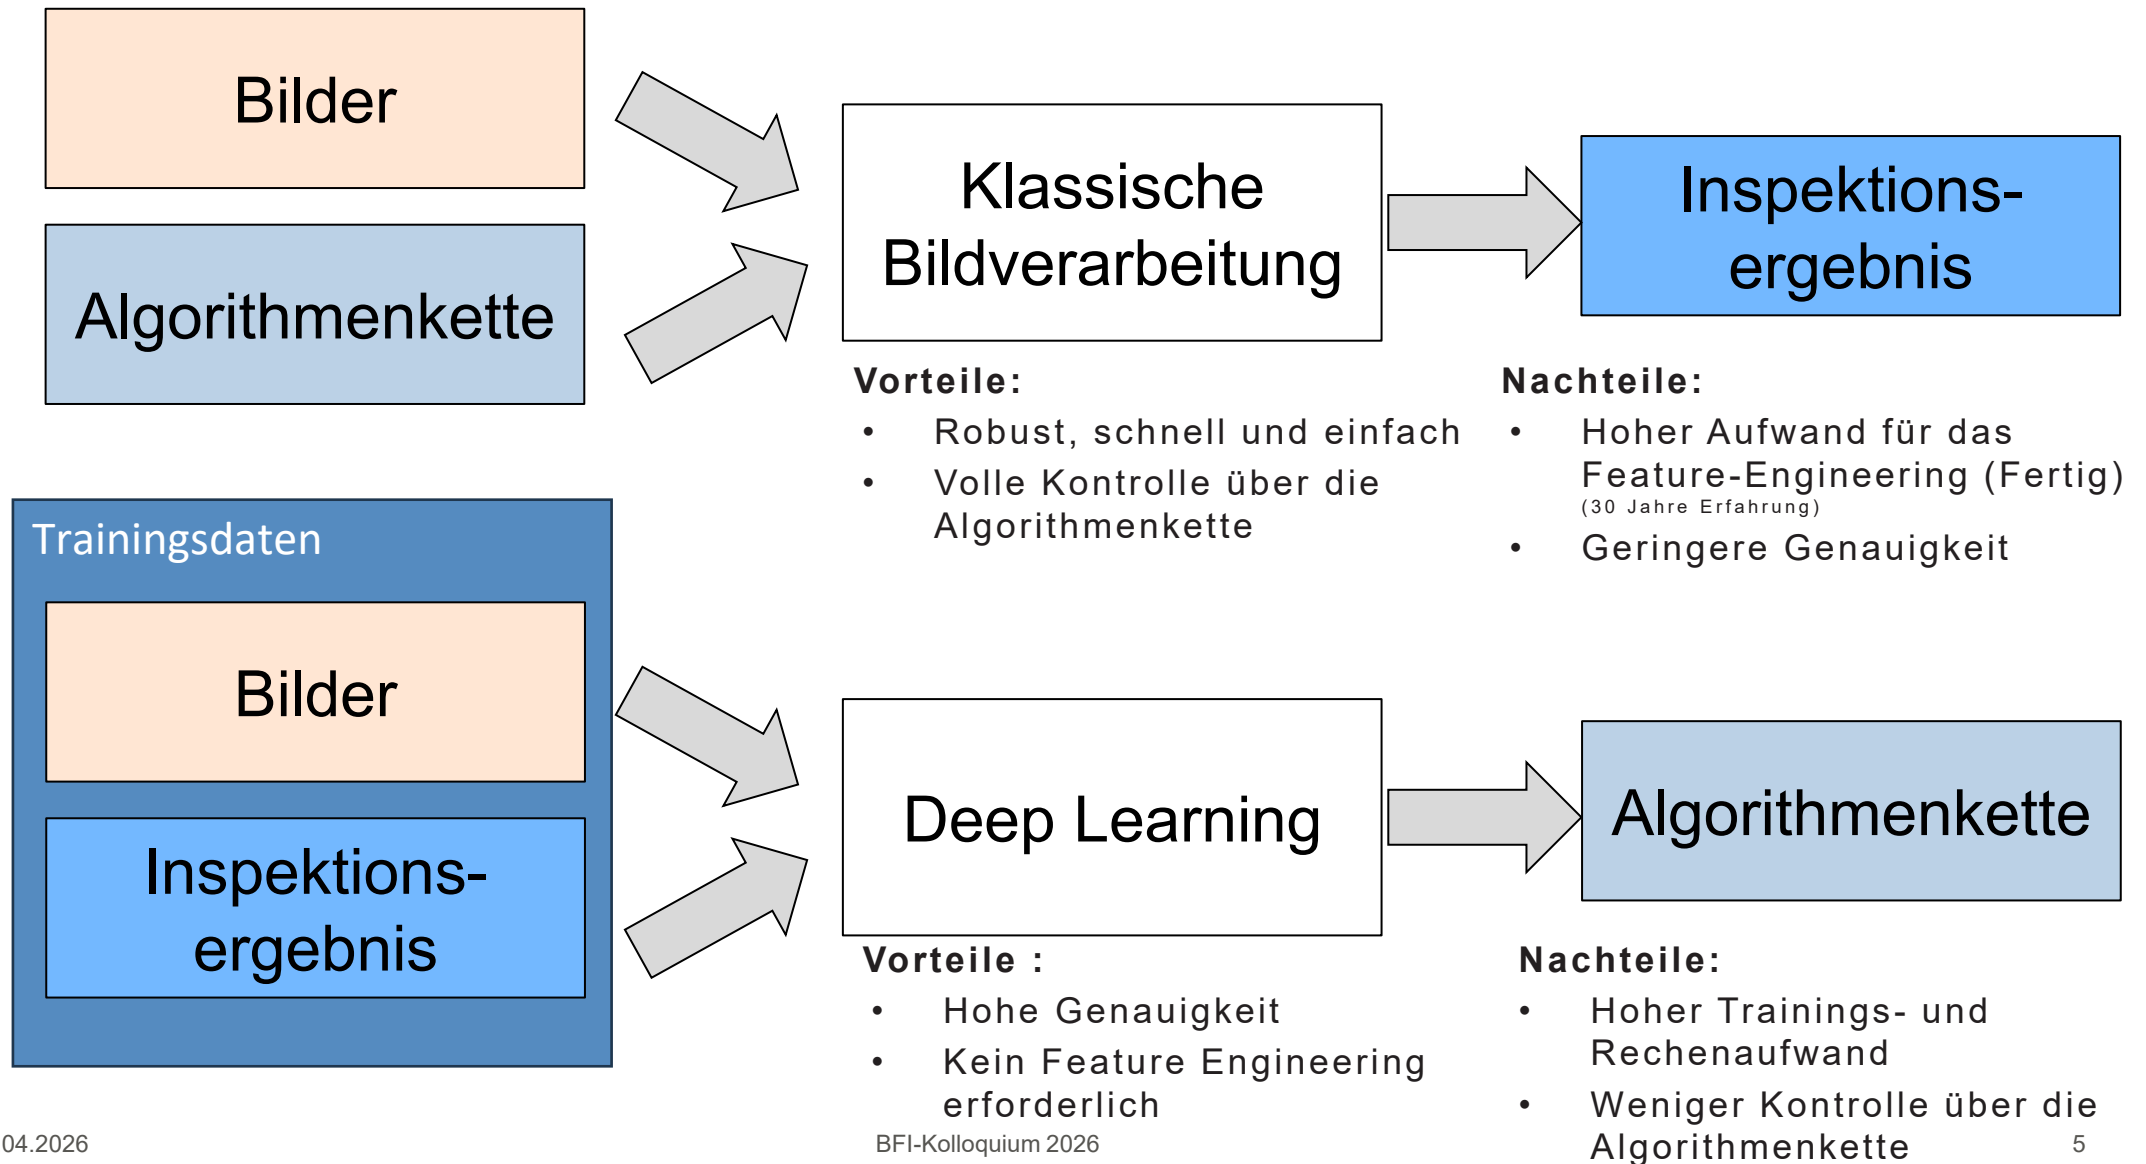 Bilder
Algorithmenkette
Klassische
Bildverarbeitung
Inspektions-
ergebnis
Vorteile:
• Robust, schnell und einfach
• Volle Kontrolle über die
Algorithmenkette
Nachteile:
• Hoher Aufwand für das
Feature-Engineering (Fertig)
(30 Jahre Erfahrung)
• Geringere Genauigkeit
Trainingsdaten
Bilder
Inspektions-
ergebnis
Deep Learning
Algorithmenkette
Vorteile :
• Hohe Genauigkeit
• Kein Feature Engineering
erforderlich
Nachteile:
• Hoher Trainings- und
Rechenaufwand
• Weniger Kontrolle über die
Algorithmenkette
04.2026
BFI-Kolloquium 2026
5